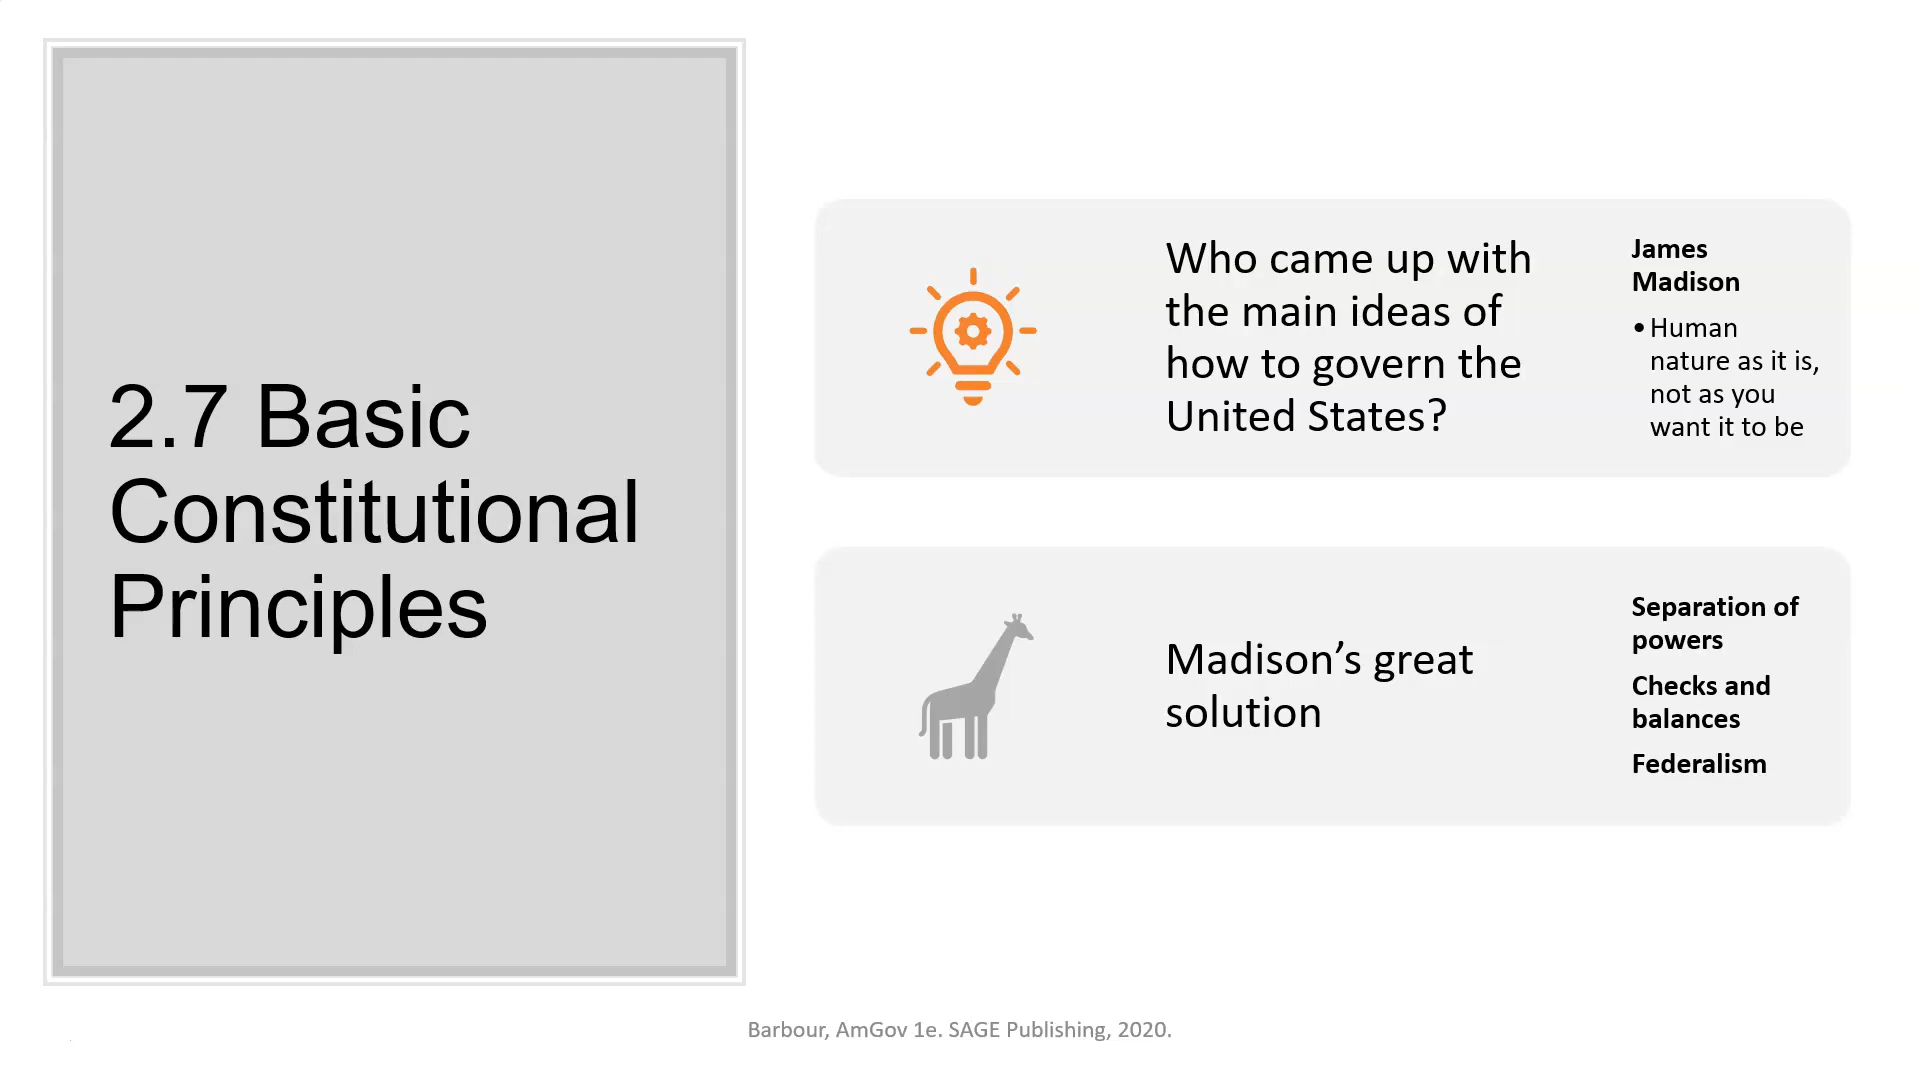 2.7 Basic
Constitutional
Principles
Who came up with
the main ideas of
how to govern the
United States?
James
Madison
• Human
nature as it is,
not as you
want it to be
Madison’s great
solution
Separation of
powers
Checks and
balances
Federalism
Barbour, AmGov 1e. SAGE Publishing, 2020.